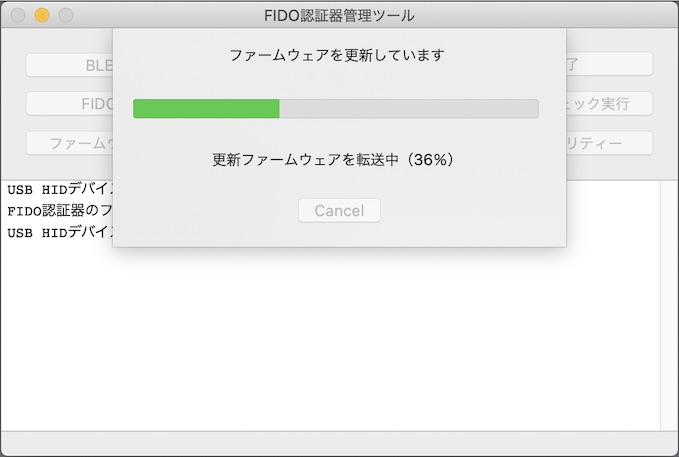 FIDO認証器管理ツール
ファームウェアを更新しています
更新ファームウェアを転送中（36%）
Cancel
BLE
了
FIDO
ェック実行
ファームウ
リティー
USB HIDデバイス
FIDO認証器のフ
USB HIDデバイス